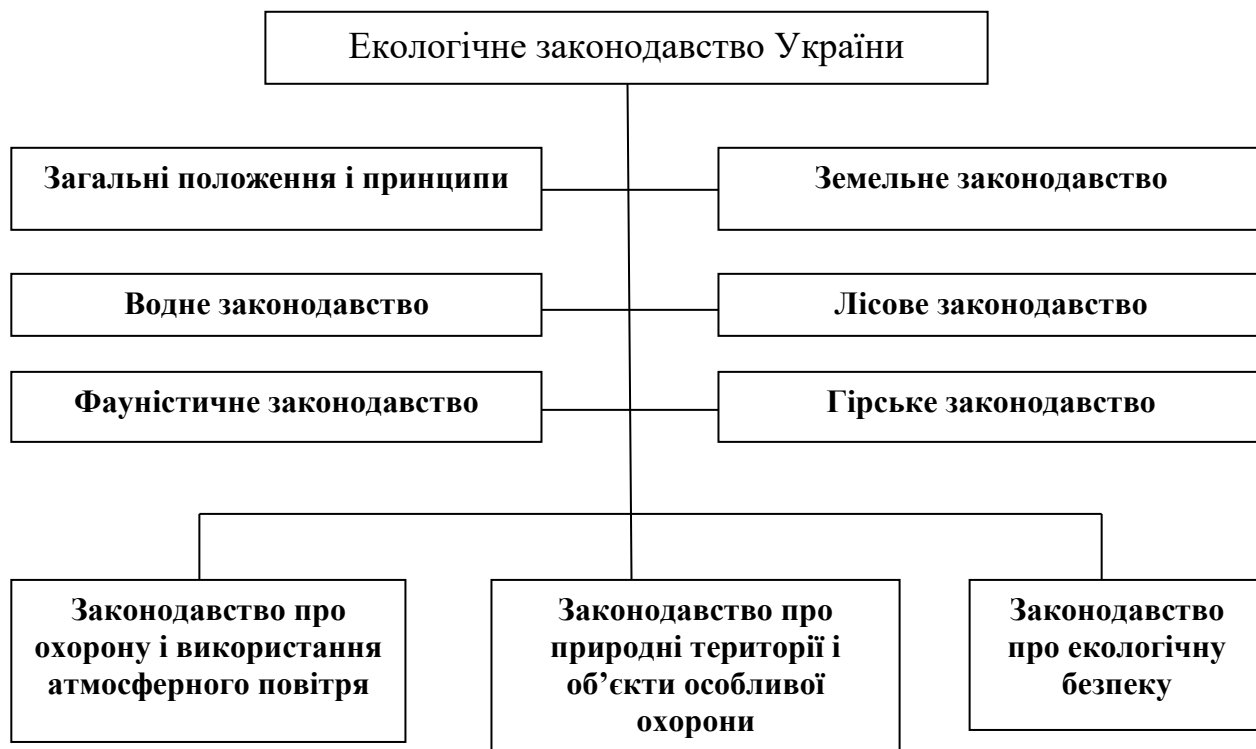 Екологічне законодавство України
Загальні положення і принципи
Земельне законодавство
Водне законодавство
Лісове законодавство
Фауністичне законодавство
Гірське законодавство
Законодавство про
охорону і використання
атмосферного повітря
Законодавство про
природні території і
об’єкти особливої
охорони
Законодавство
про екологічну
безпеку